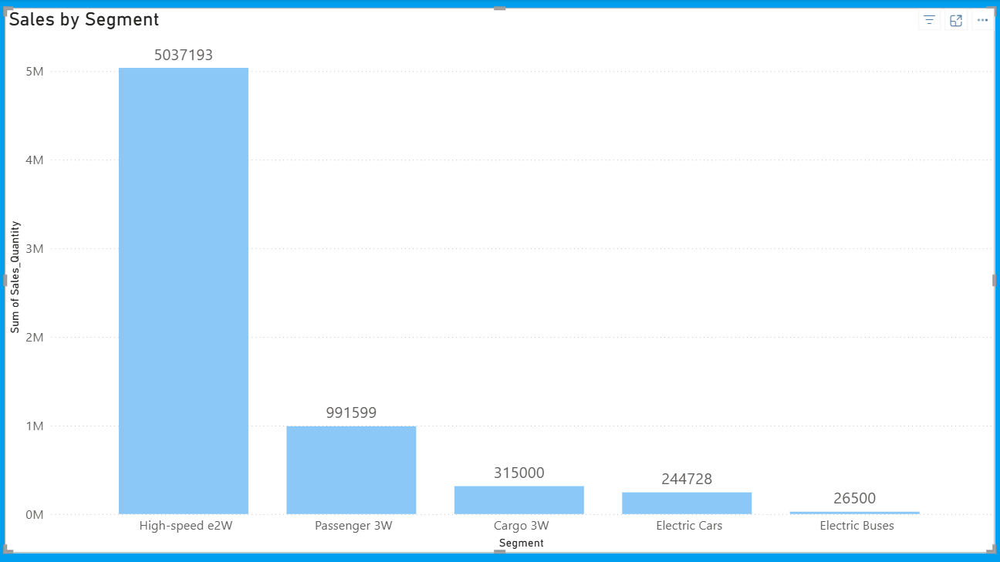 Sales by Segment
5037193
5M
4M
3M
2M
991599
1M
315000
244728
26500
0M
Sum of Sales_Quantity
High-speed e2W
Passenger 3W
Cargo 3W
Electric Cars
Electric Buses
Segment